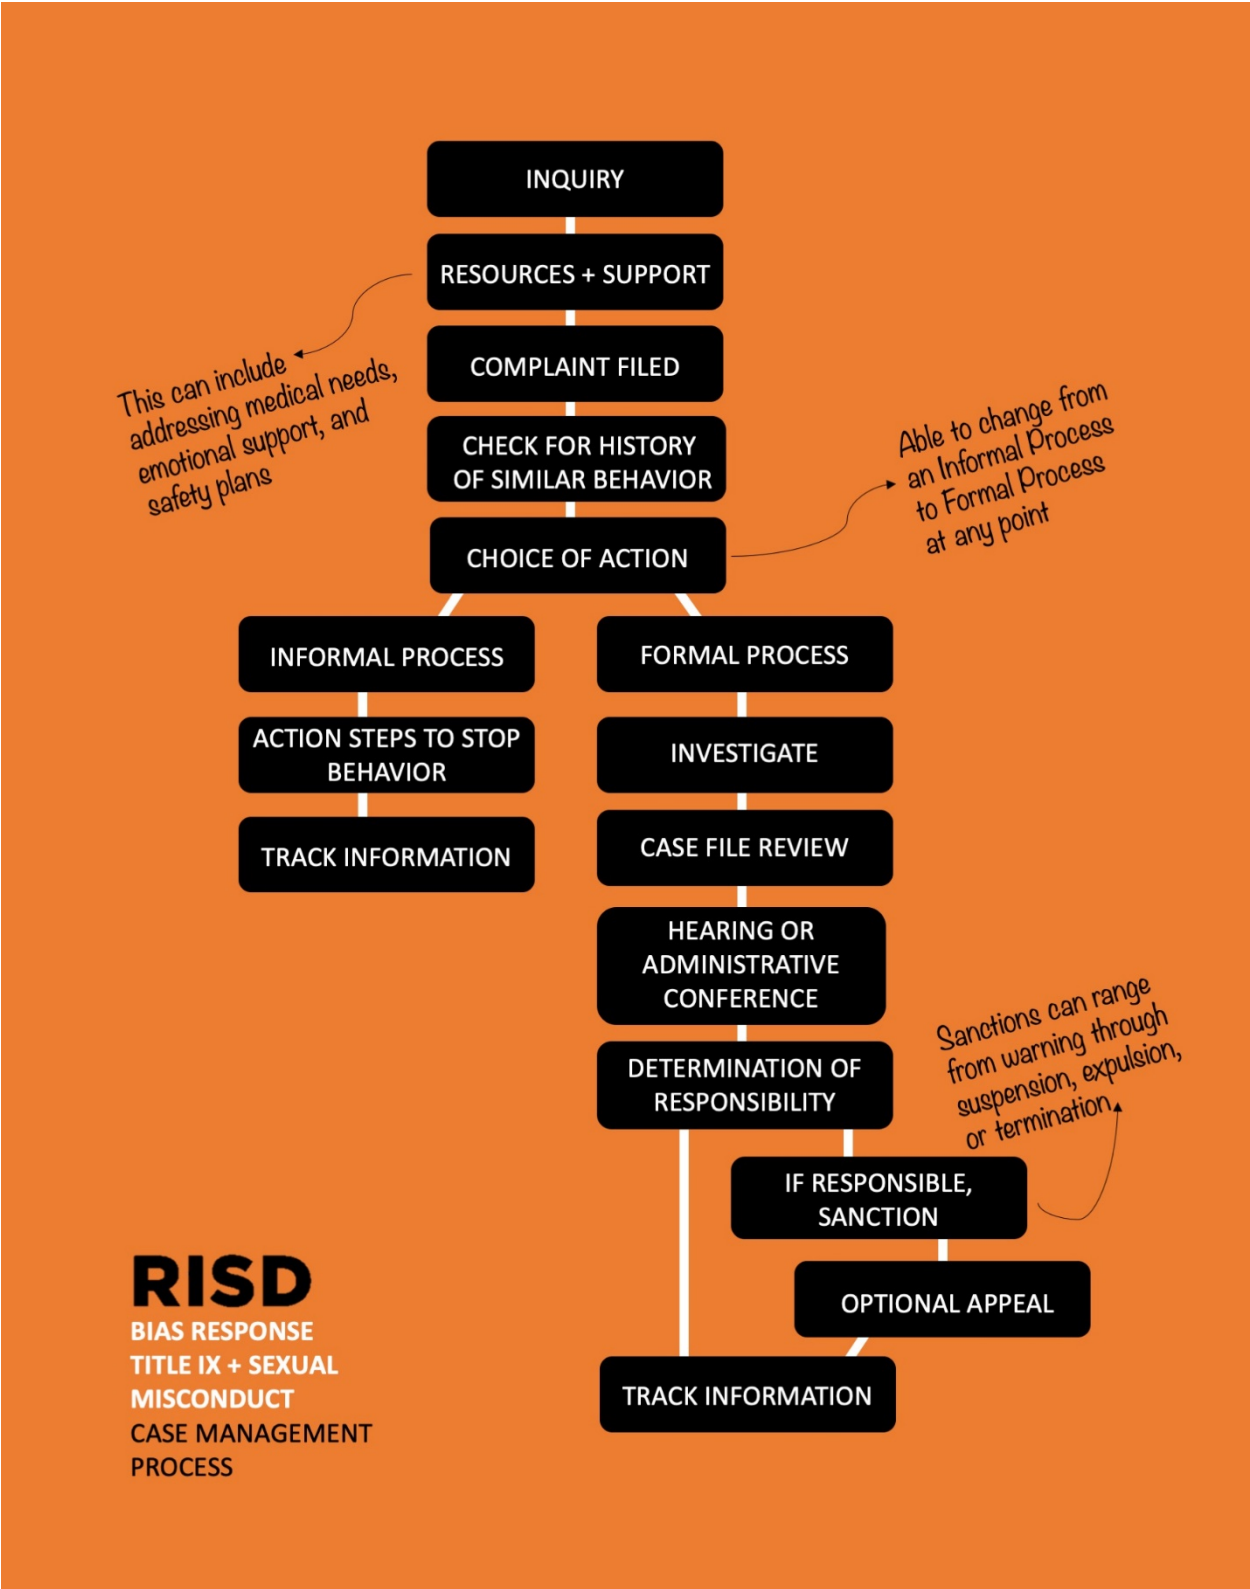 INQUIRY
RESOURCES + SUPPORT
This can include
addressing medical needs,
emotional support, and
safety plans
COMPLAINT FILED
CHECK FOR HISTORY
OF SIMILAR BEHAVIOR
CHOICE OF ACTION
Able to change from
an Informal Process
to Formal Process
at any point
INFORMAL PROCESS
ACTION STEPS TO STOP
BEHAVIOR
TRACK INFORMATION
FORMAL PROCESS
INVESTIGATE
CASE FILE REVIEW
HEARING OR
ADMINISTRATIVE
CONFERENCE
DETERMINATION OF
RESPONSIBILITY
IF RESPONSIBLE,
SANCTION
Sanctions can range
from warning through
suspension, expulsion,
or termination
OPTIONAL APPEAL
TRACK INFORMATION
RISD
BIAS RESPONSE
TITLE IX + SEXUAL
MISCONDUCT
CASE MANAGEMENT
PROCESS